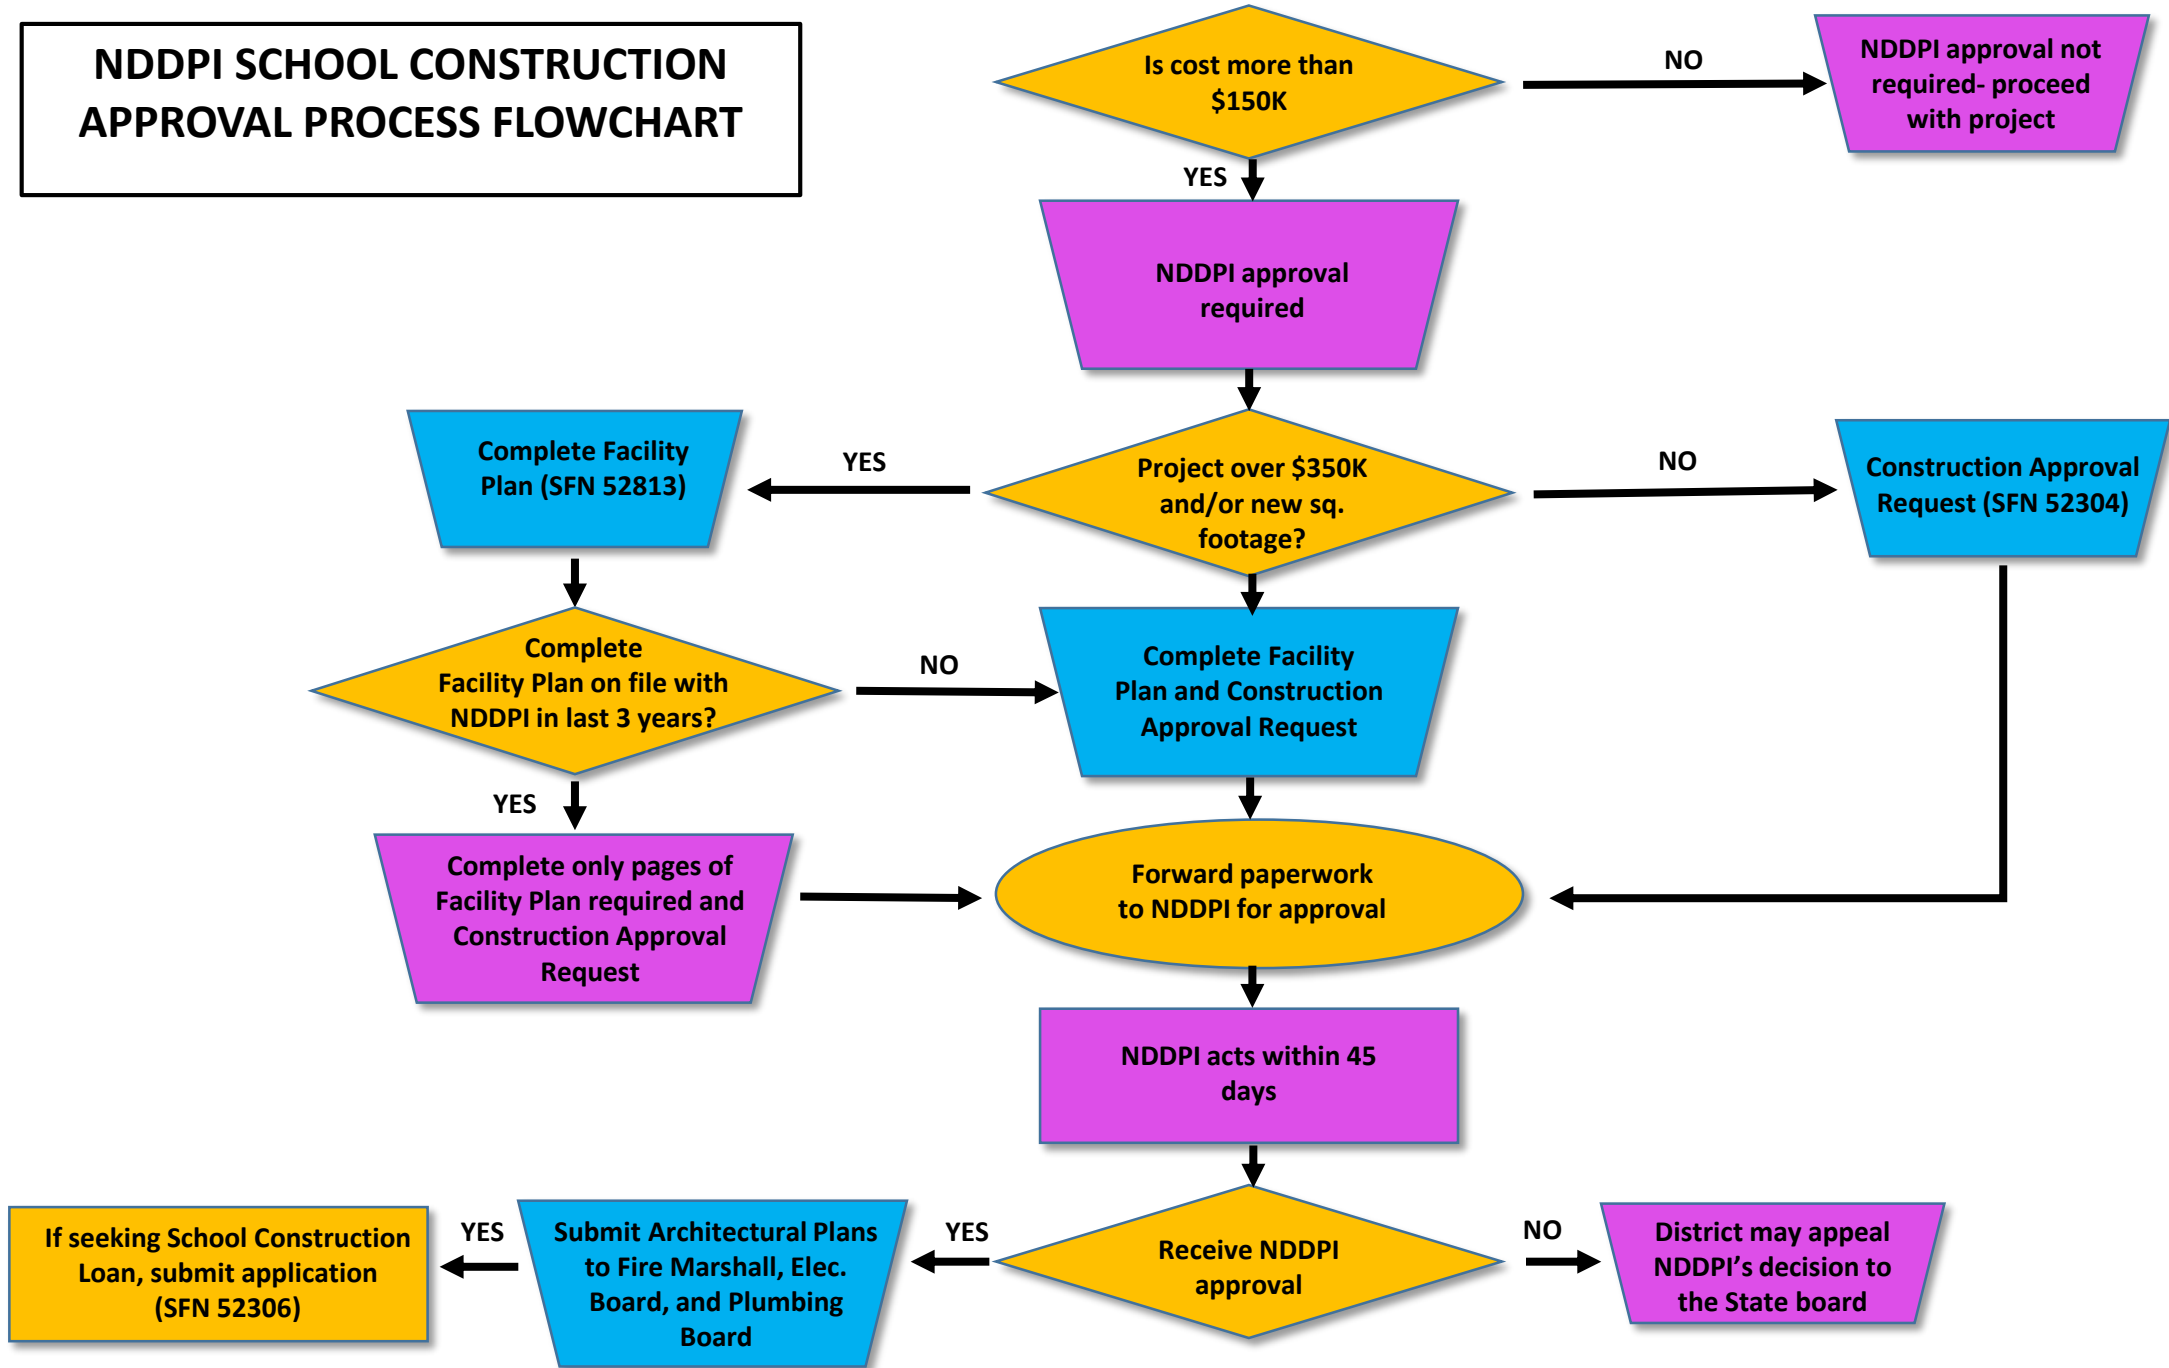 NDDPI SCHOOL CONSTRUCTION
APPROVAL PROCESS FLOWCHART
Is cost more than
$150K
NO
NDDPI approval not
required- proceed
with project
YES
NDDPI approval
required
Project over $350K
and/or new sq.
footage?
YES
Complete Facility
Plan (SFN 52813)
NO
Construction Approval
Request (SFN 52304)
Complete
Facility Plan on file with
NDDPI in last 3 years?
NO
Complete Facility
Plan and Construction
Approval Request
YES
Complete only pages of
Facility Plan required and
Construction Approval
Request
Forward paperwork
to NDDPI for approval
NDDPI acts within 45
days
Receive NDDPI
approval
YES
Submit Architectural Plans
to Fire Marshall, Elec.
Board, and Plumbing
Board
YES
If seeking School Construction
Loan, submit application
(SFN 52306)
NO
District may appeal
NDDPI’s decision to
the State board